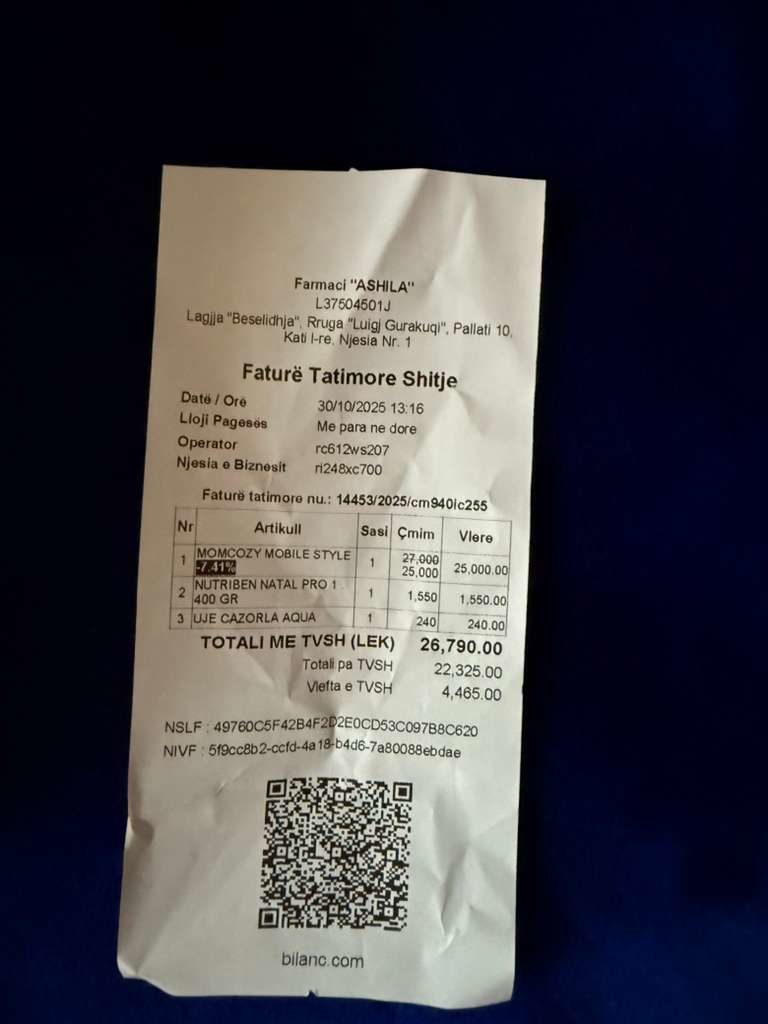 Farmaci "ASHILA"
L37504501J
Lagjja "Beselidhja", Rruga "Luigj Gurakuqi", Pallati 10,
Kati I-re, Njesia Nr. 1
Faturë Tatimore Shitje
Datë / Orë 30/10/2025 13:16
Lloji Pagesës Me para ne dore
Operator rc612ws207
Njesia e Biznesit ri248xc700
Faturë tatimore nu.: 14453/2025/cm940lc255
Nr Artikull Sasi Çmim Vlere
1 MOMCOZY MOBILE STYLE 1 27,000 25,000.00
-7.41% 25,000
2 NUTRIBEN NATAL PRO 1 1 1,550 1,550.00
400 GR
3 UJE CAZORLA AQUA 1 240 240.00
TOTALI ME TVSH (LEK) 26,790.00
Totali pa TVSH 22,325.00
Vlefta e TVSH 4,465.00
NSLF : 49760C5F42B4F2D2E0CD53C097B8C620
NIVF : 5f9cc8b2-ccfd-4a18-b4d6-7a80088ebdae
bilanc.com